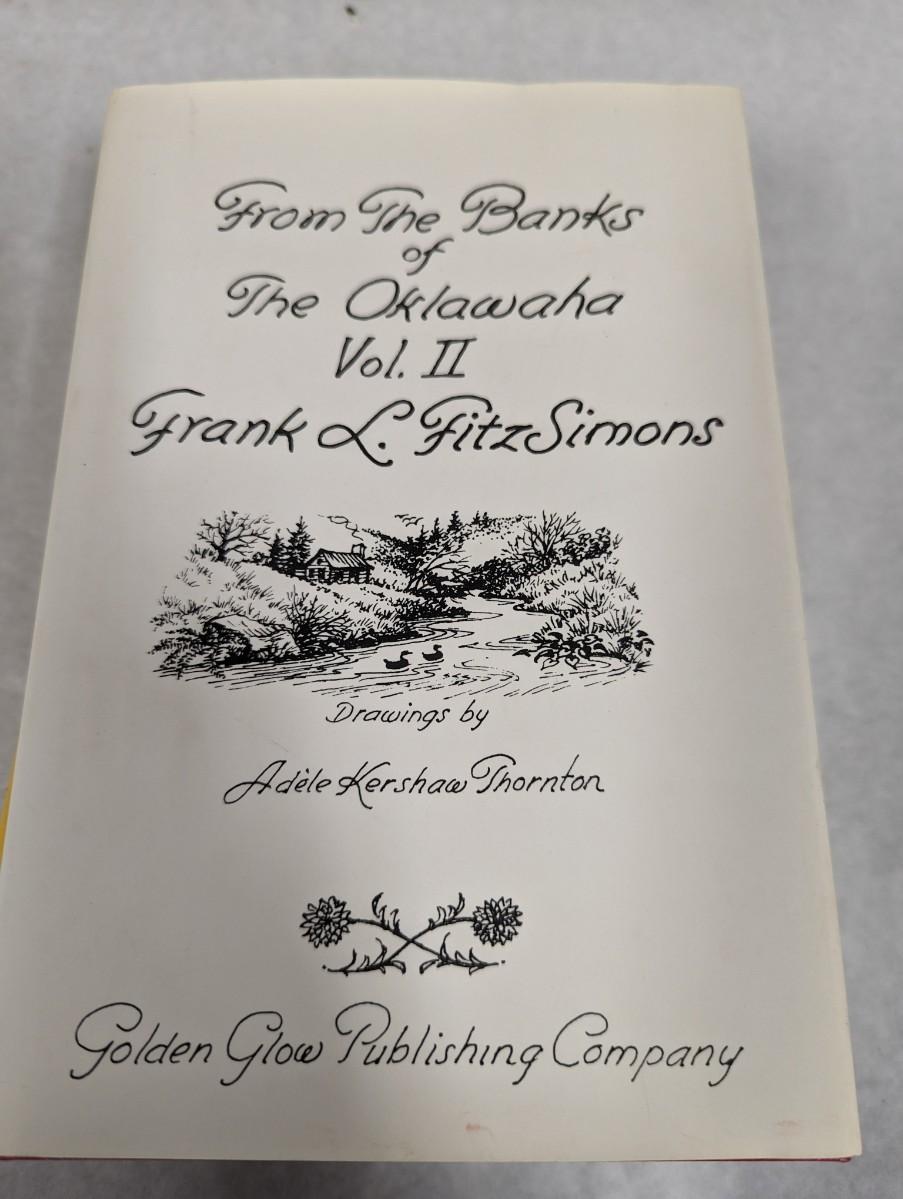 From The Banks
of
The Oklawaha
Vol. II
Frank L. FitzSimons
Drawings by
Adèle Kershaw Thornton
Golden Glow Publishing Company